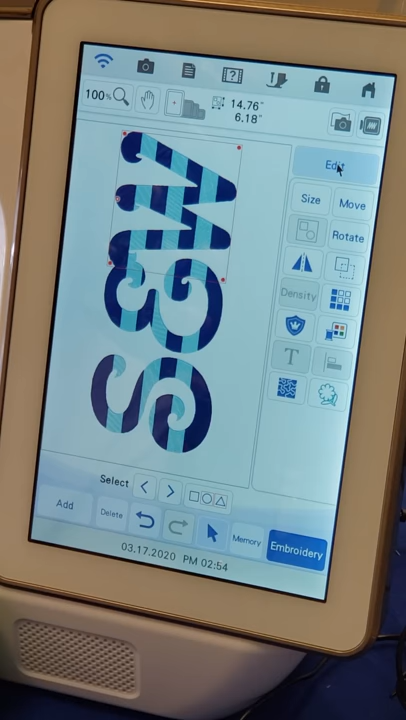 100%
14.76"
6.18"
Edit
Size
Move
Rotate
Density
T
S&W
Select
Add
Delete
Memory
Embroidery
03.17.2020 PM 02:54